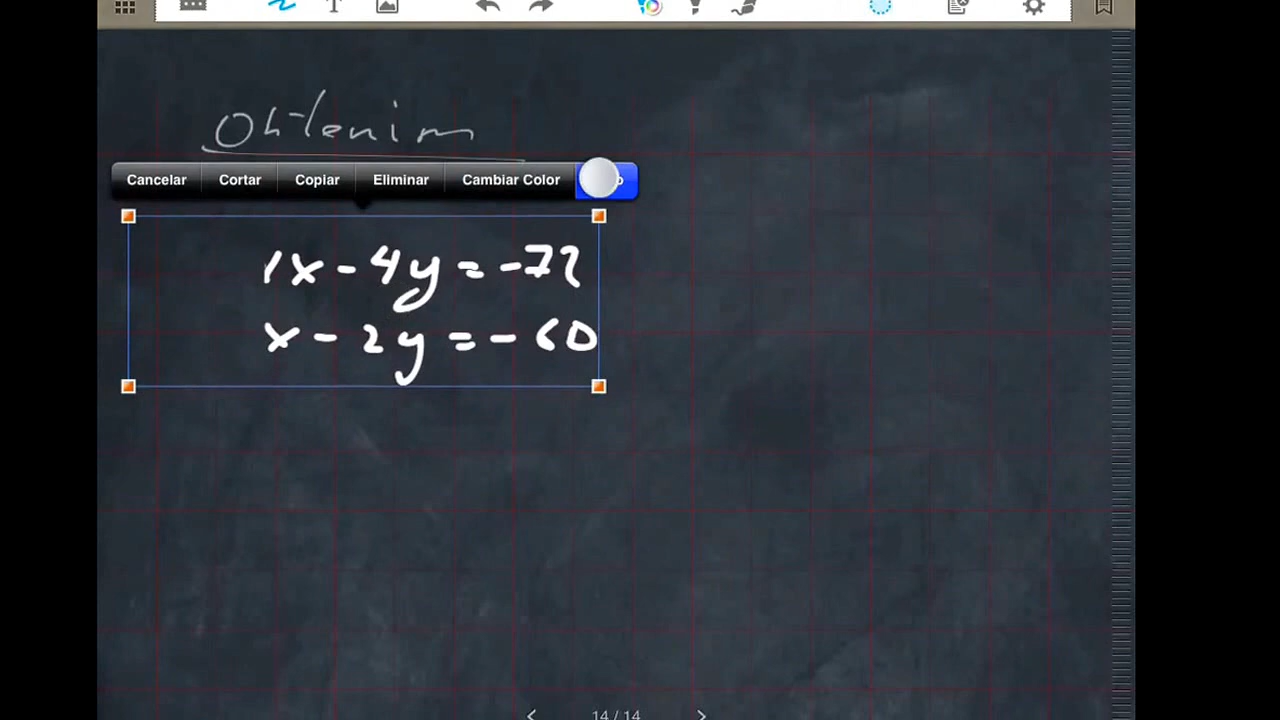 Obtenim
Cancelar Cortar Copiar Eliminar Cambiar Color
1x - 4y = -72
x - 2y = -60
14 / 14